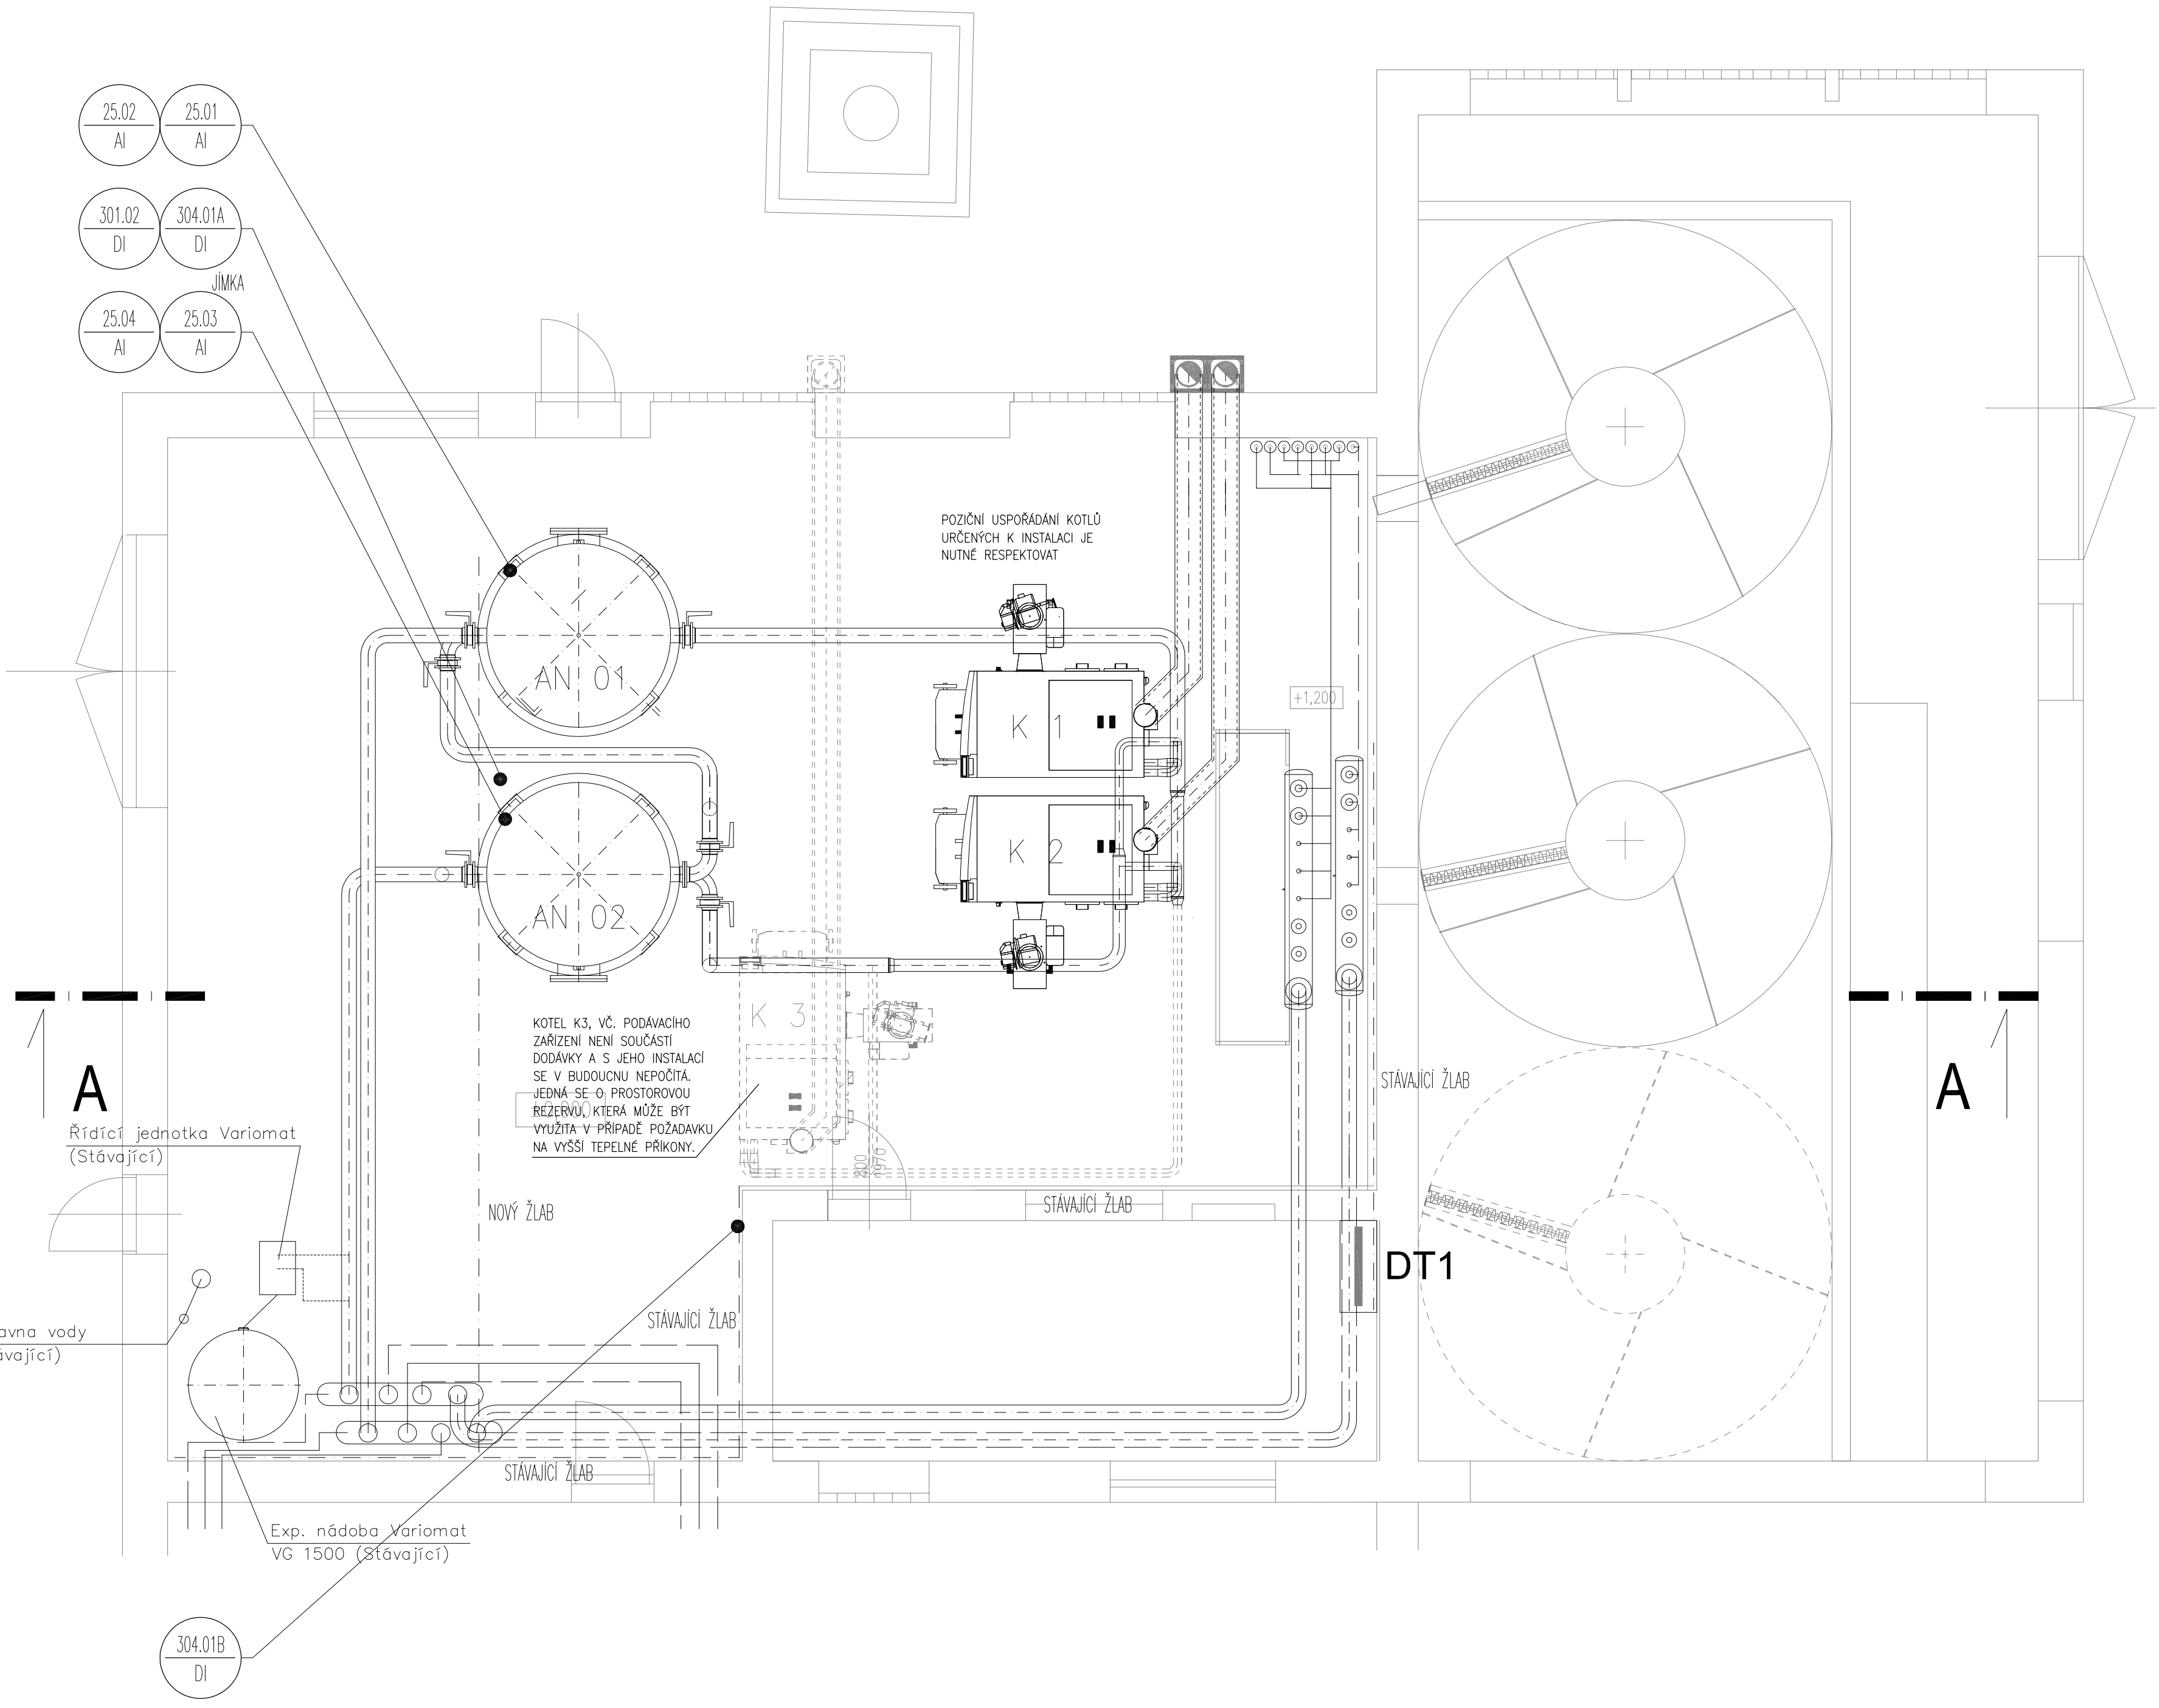 25.02
AI
25.01
AI
301.02
DI
304.01A
DI
JÍMKA
25.04
AI
25.03
AI
POZIČNÍ USPOŘÁDÁNÍ KOTLŮ
URČENÝCH K INSTALACI JE
NUTNÉ RESPEKTOVAT
AN 01
K 1
+1,200
K 2
AN 02
K 3
KOTEL K3, VČ. PODÁVACÍHO
ZAŘÍZENÍ NENÍ SOUČÁSTÍ
DODÁVKY A S JEHO INSTALACÍ
SE V BUDOUCNU NEPOČÍTÁ.
JEDNÁ SE O PROSTOROVOU
REZERVU, KTERÁ MŮŽE BÝT
VYUŽITA V PŘÍPADĚ POŽADAVKU
NA VYŠŠÍ TEPELNÉ PŘÍKONY.
STÁVAJÍCÍ ŽLAB
A
A
Řídící jednotka Variomat
(Stávající)
800
1970
NOVÝ ŽLAB
STÁVAJÍCÍ ŽLAB
DT1
STÁVAJÍCÍ ŽLAB
avna vody
ávající)
STÁVAJÍCÍ ŽLAB
Exp. nádoba Variomat
VG 1500 (Stávající)
304.01B
DI